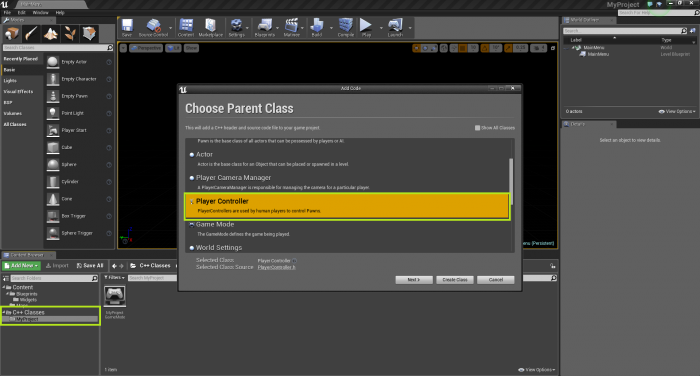 MyProject
File Edit Window Help
Search For Help
Modes
Search Classes
Recently Placed
Basic
Lights
Visual Effects
BSP
Volumes
All Classes
Empty Actor
Empty Character
Empty Pawn
Point Light
Player Start
Cube
Sphere
Cylinder
Cone
Box Trigger
Sphere Trigger
Save
Source Control
Content
Marketplace
Settings
Blueprints
Matinee
Build
Compile
Play
Launch
Perspective
Lit
Show
World Outliner
Search
Label
Type
MainMenu
World
MainMenu
Level Blueprint
0 actors
View Options
Details
Select an object to view details.
Add Code
Choose Parent Class
This will add a C++ header and source code file to your game project.
Show All Classes
Pawn is the base class of all actors that can be possessed by players or AI.
Actor
Actor is the base class for an Object that can be placed or spawned in a level.
Player Camera Manager
A PlayerCameraManager is responsible for managing the camera for a particular player.
Player Controller
PlayerControllers are used by human players to control Pawns.
Game Mode
The GameMode defines the game being played.
World Settings
Selected Class
Player Controller
Selected Class Source
PlayerController.h
Next >
Create Class
Cancel
(Persistent)
Content Browser
Add New
Import
Save All
C++ Classes
Search Folders
Filters
Search MyProject
Content
Blueprints
Widgets
C++ Classes
MyProject
MyProject
GameMode
1 item
View Options